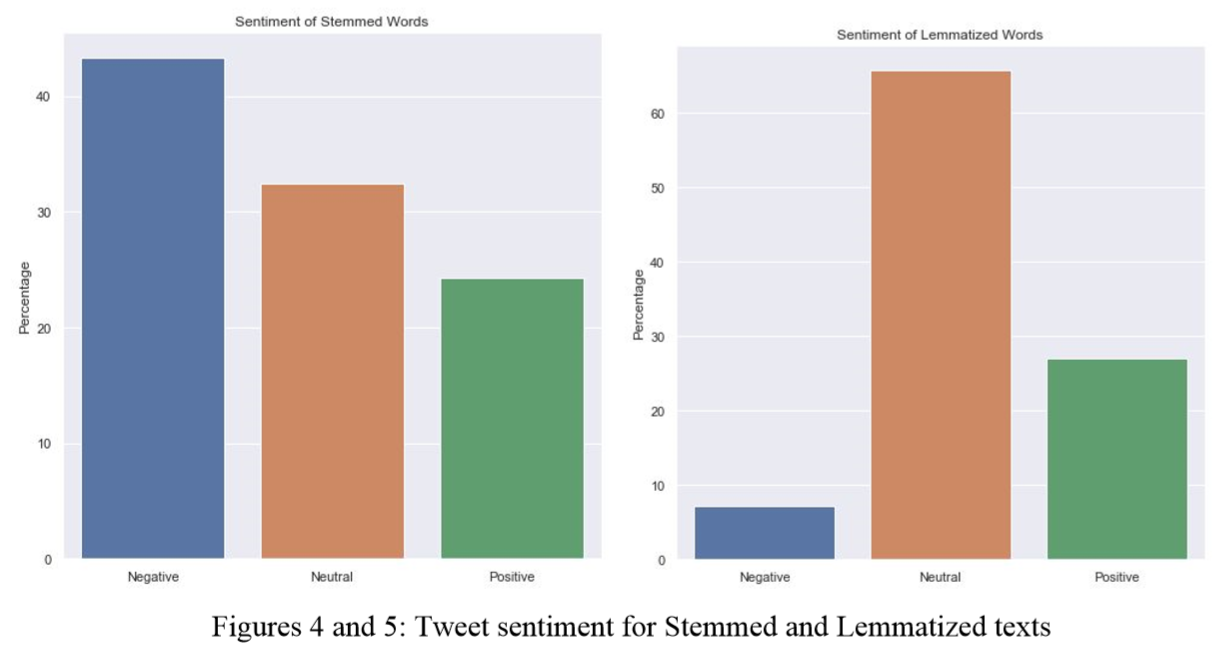 Sentiment of Stemmed Words
Percentage
40
30
20
10
0
Negative Neutral Positive
Sentiment of Lemmatized Words
Percentage
60
50
40
30
20
10
0
Negative Neutral Positive
Figures 4 and 5: Tweet sentiment for Stemmed and Lemmatized texts